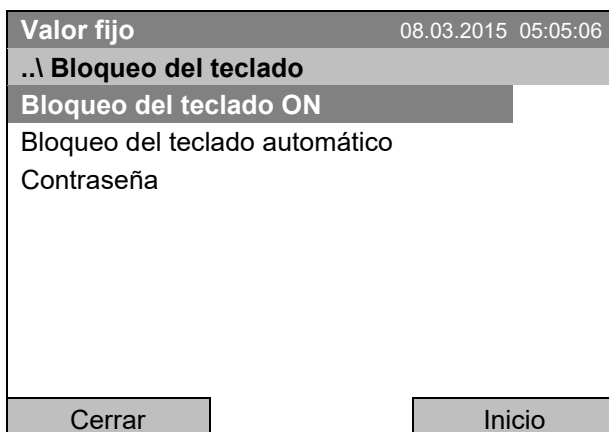 Valor fijo 08.03.2015 05:05:06
..\ Bloqueo del teclado
Bloqueo del teclado ON
Bloqueo del teclado automático
Contraseña
Cerrar Inicio